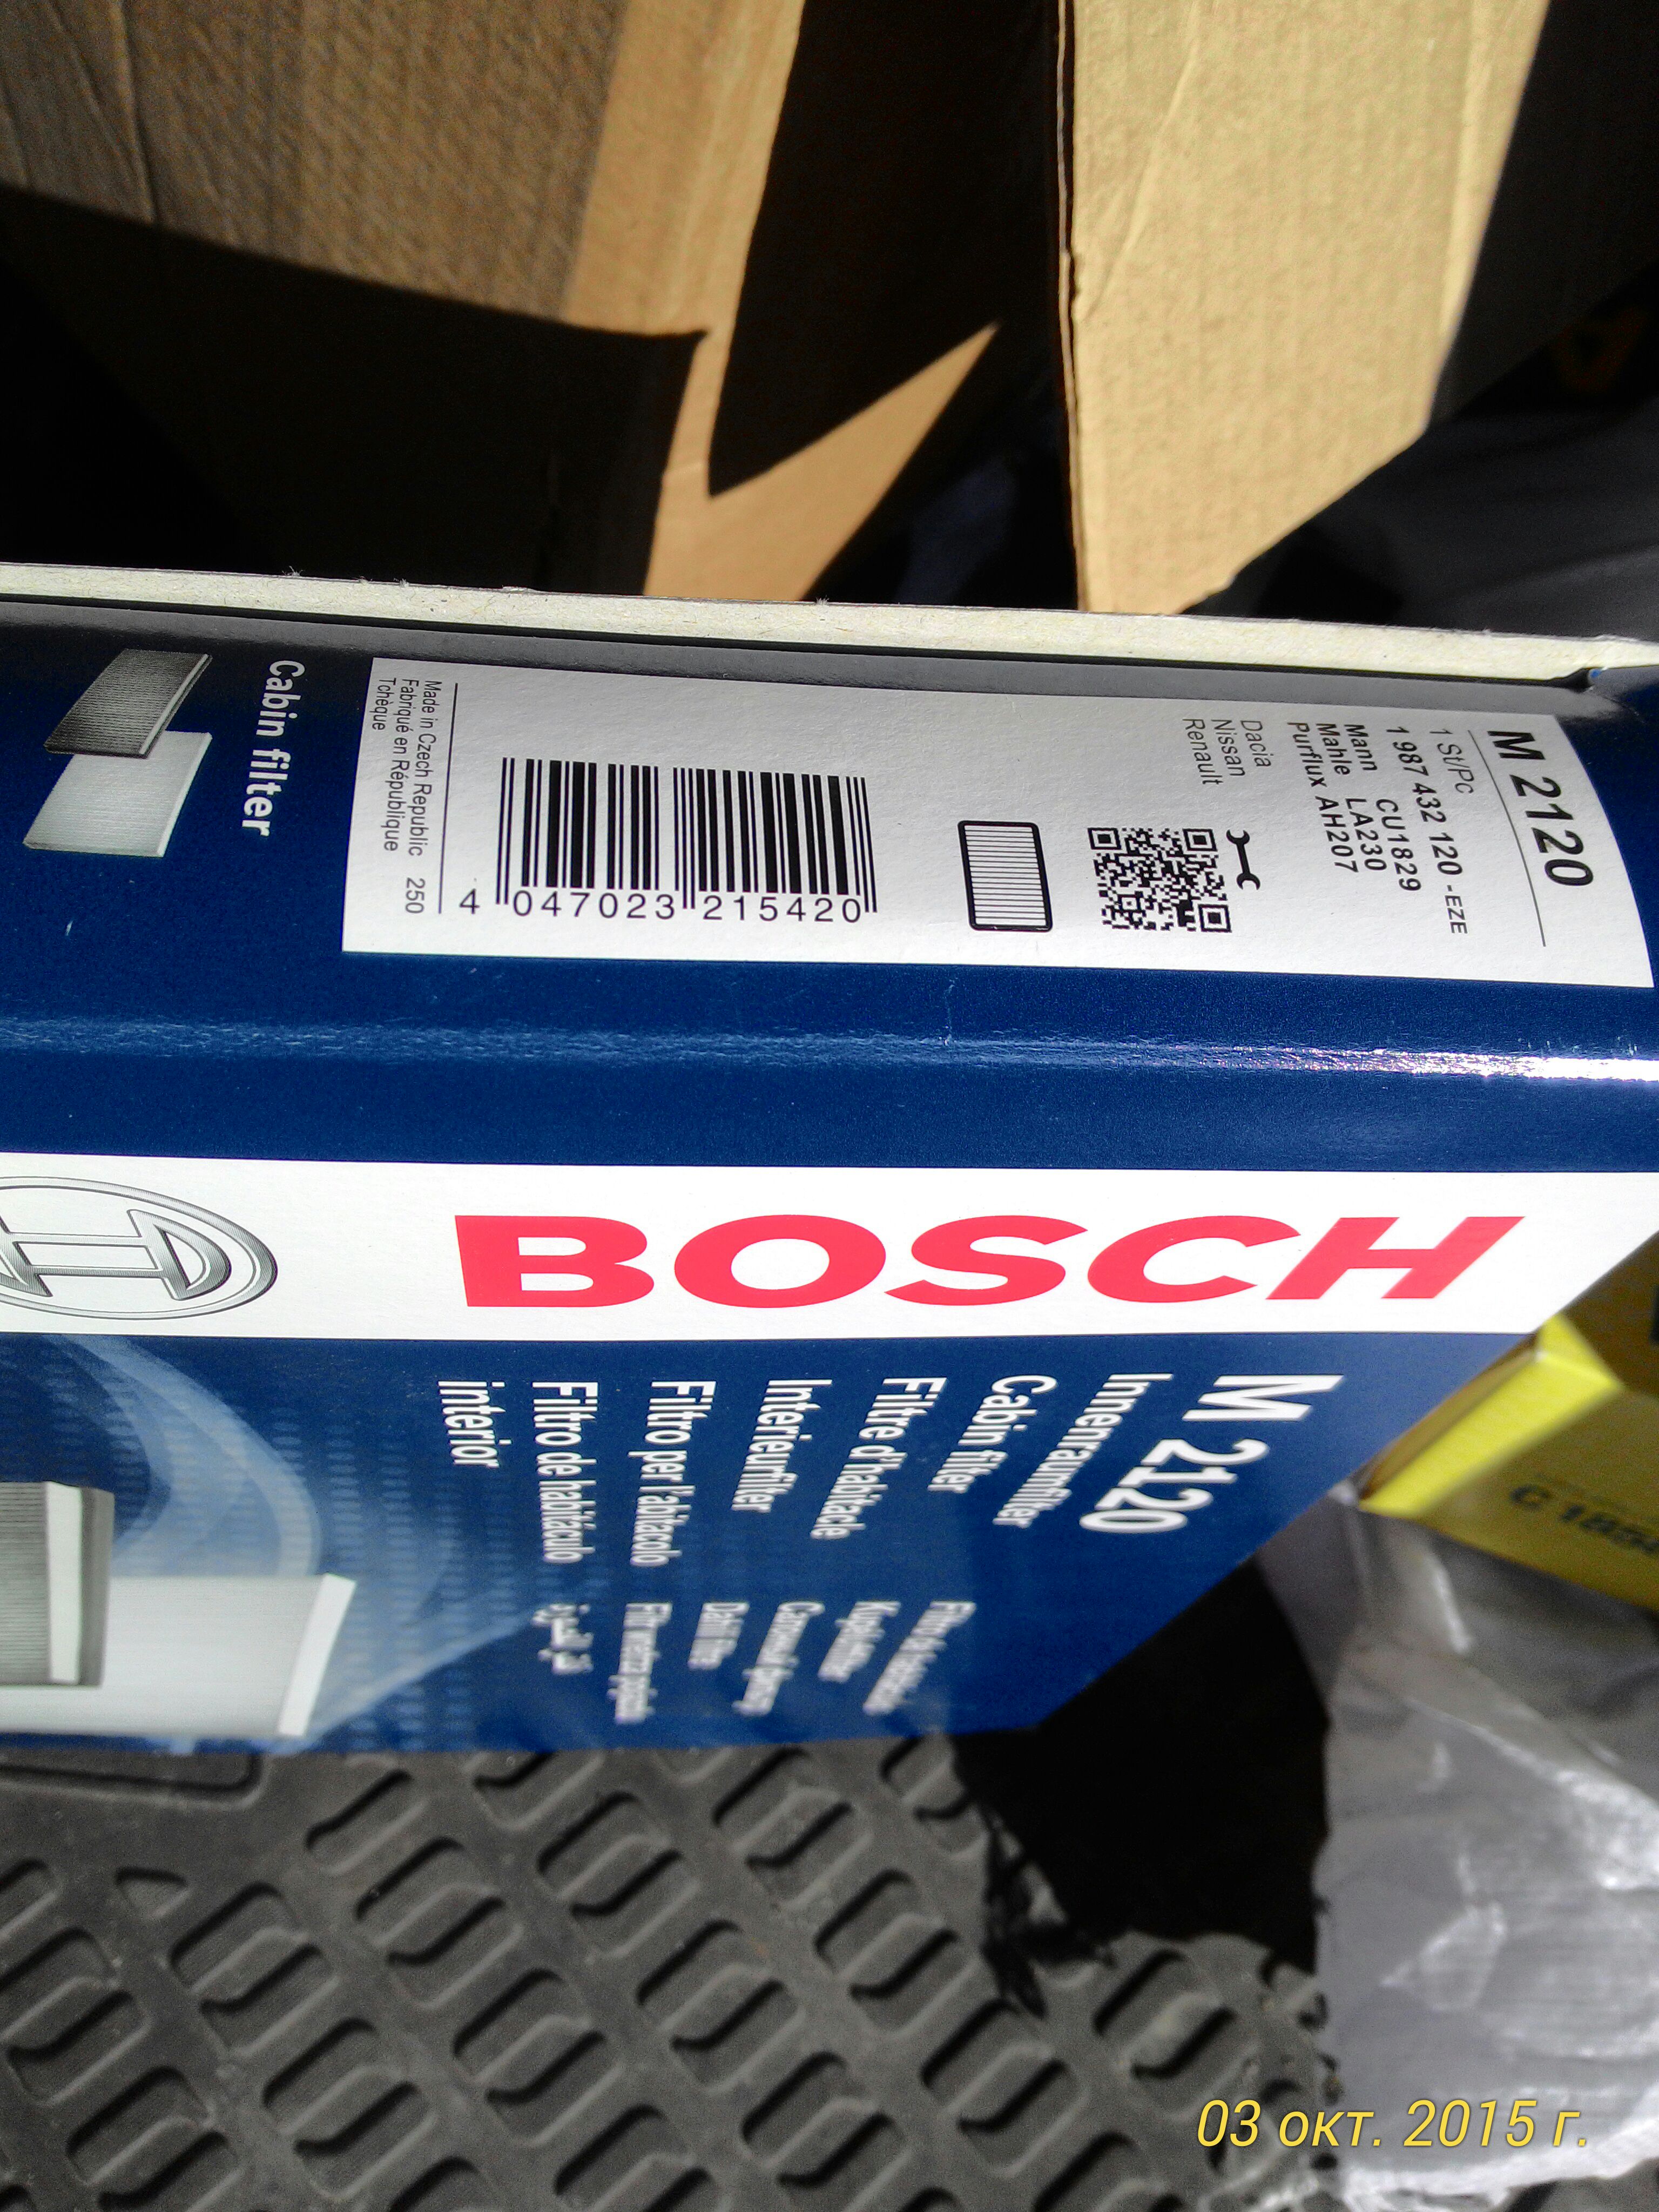 M 2120
1 St/Pc
1 987 432 120 -EZE
Mann CU1829
Mahle LA230
Purflux AH207
Dacia
Nissan
Renault
4 047023 215420
Made in Czech Republic 250
Fabriqué en République
Tchèque
Cabin filter
BOSCH
M 2120
Innenraumfilter
Cabin filter
Filtre d'habitacle
Interieurfilter
Filtro per l'abitacolo
Filtro de habitáculo
interior
03 окт. 2015 г.